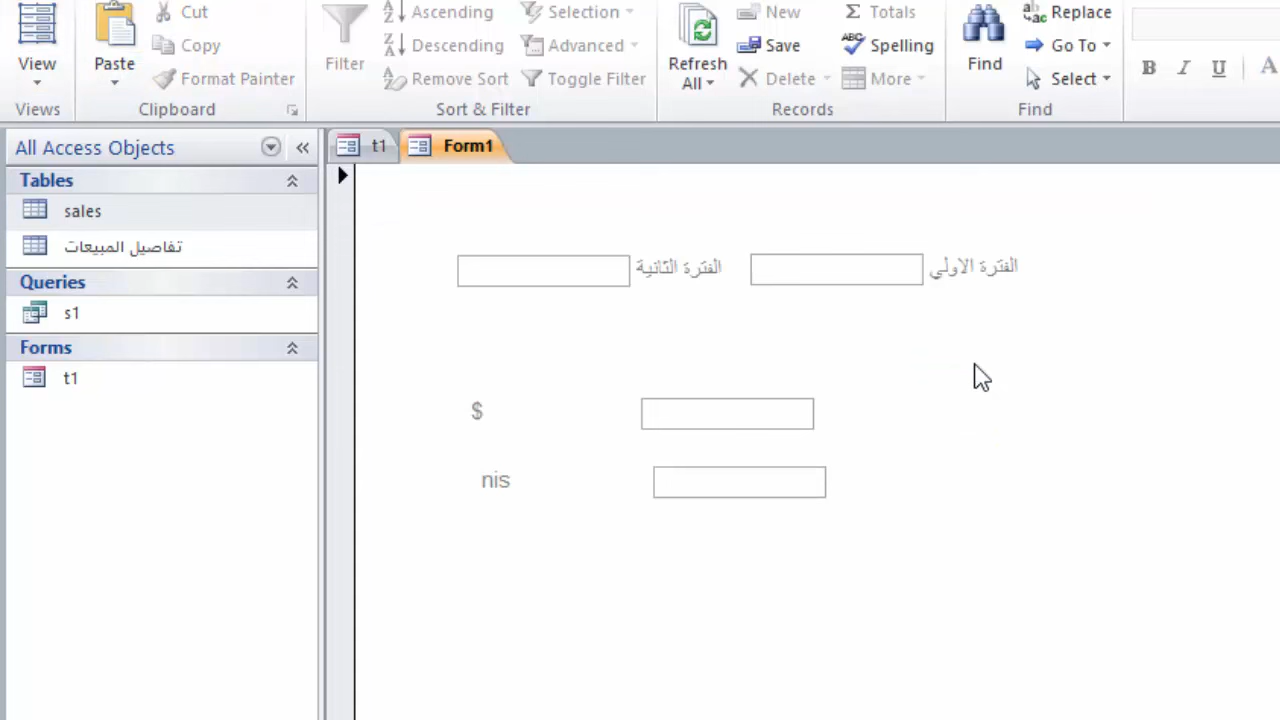 View
Views
Paste
Cut
Copy
Format Painter
Clipboard
Filter
Ascending
Descending
Remove Sort
Selection
Advanced
Toggle Filter
Sort & Filter
Refresh
All
New
Save
Delete
Totals
Spelling
More
Records
Find
Replace
Go To
Select
Find
B I U A
All Access Objects
t1
Form1
Tables
sales
تفاصيل المبيعات
Queries
s1
Forms
t1
الفترة الاولي
الفترة الثانية
$
nis